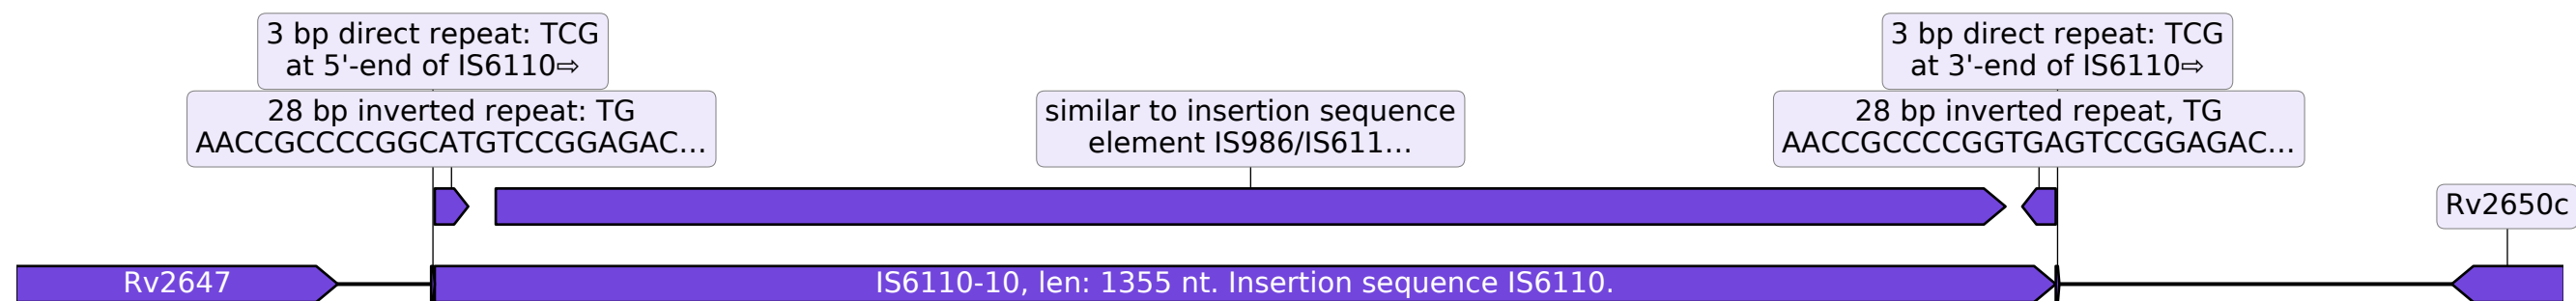 3 bp direct repeat: TCG
at 5'-end of IS6110⇨
3 bp direct repeat: TCG
at 3'-end of IS6110⇨
28 bp inverted repeat: TG
AACCGCCCCGGCATGTCCGGAGAC...
similar to insertion sequence
element IS986/IS611...
28 bp inverted repeat, TG
AACCGCCCCGGTGAGTCCGGAGAC...
Rv2650c
Rv2647
IS6110-10, len: 1355 nt. Insertion sequence IS6110.